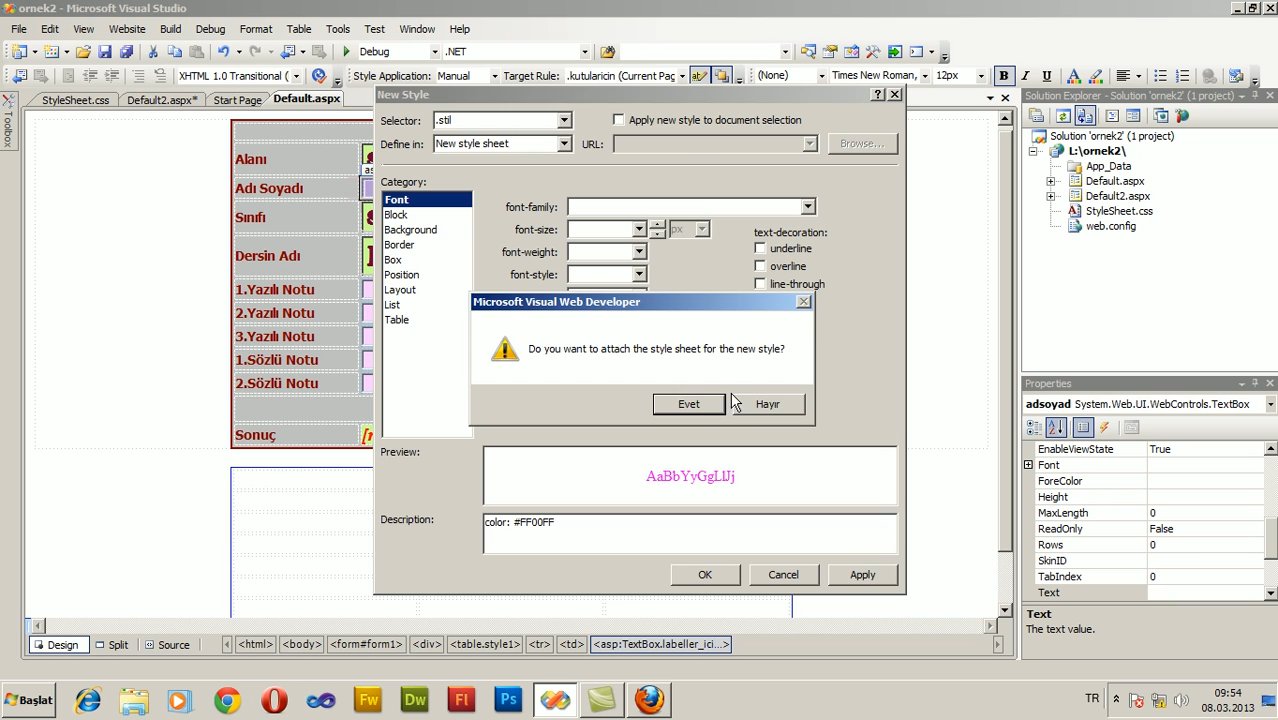 ornek2 - Microsoft Visual Studio
File Edit View Website Build Debug Format Table Tools Test Window Help
Debug .NET
XHTML 1.0 Transitional ( Style Application: Manual Target Rule: .kutularicin (Current Pag (None) Times New Roman, 12px B I U A
Toolbox
StyleSheet.css Default2.aspx* Start Page Default.aspx
Alanı
Adı Soyadı
Sınıfı
Dersin Adı
1.Yazılı Notu
2.Yazılı Notu
3.Yazılı Notu
1.Sözlü Notu
2.Sözlü Notu
Sonuç
New Style
Selector: .stil Apply new style to document selection
Define in: New style sheet URL: Browse...
Category:
Font
Block
Background
Border
Box
Position
Layout
List
Table
font-family:
font-size: px
font-weight:
font-style:
text-decoration:
underline
overline
line-through
Microsoft Visual Web Developer
Do you want to attach the style sheet for the new style?
Evet Hayır
Preview:
AaBbYyGgLlJj
Description:
color: #FF00FF
OK Cancel Apply
Solution Explorer - Solution 'ornek2' (1 project)
Solution 'ornek2' (1 project)
L:\ornek2\
App_Data
Default.aspx
Default2.aspx
StyleSheet.css
web.config
Properties
adsoyad System.Web.UI.WebControls.TextBox
EnableViewState True
Font
ForeColor
Height
MaxLength 0
ReadOnly False
Rows 0
SkinID
TabIndex 0
Text
Text
The text value.
Design Split Source <html> <body> <form#form1> <div> <table.style1> <tr> <td> <asp:TextBox.labeller_ici...>
Başlat Fw Dw Fl Ps TR 09:54
08.03.2013